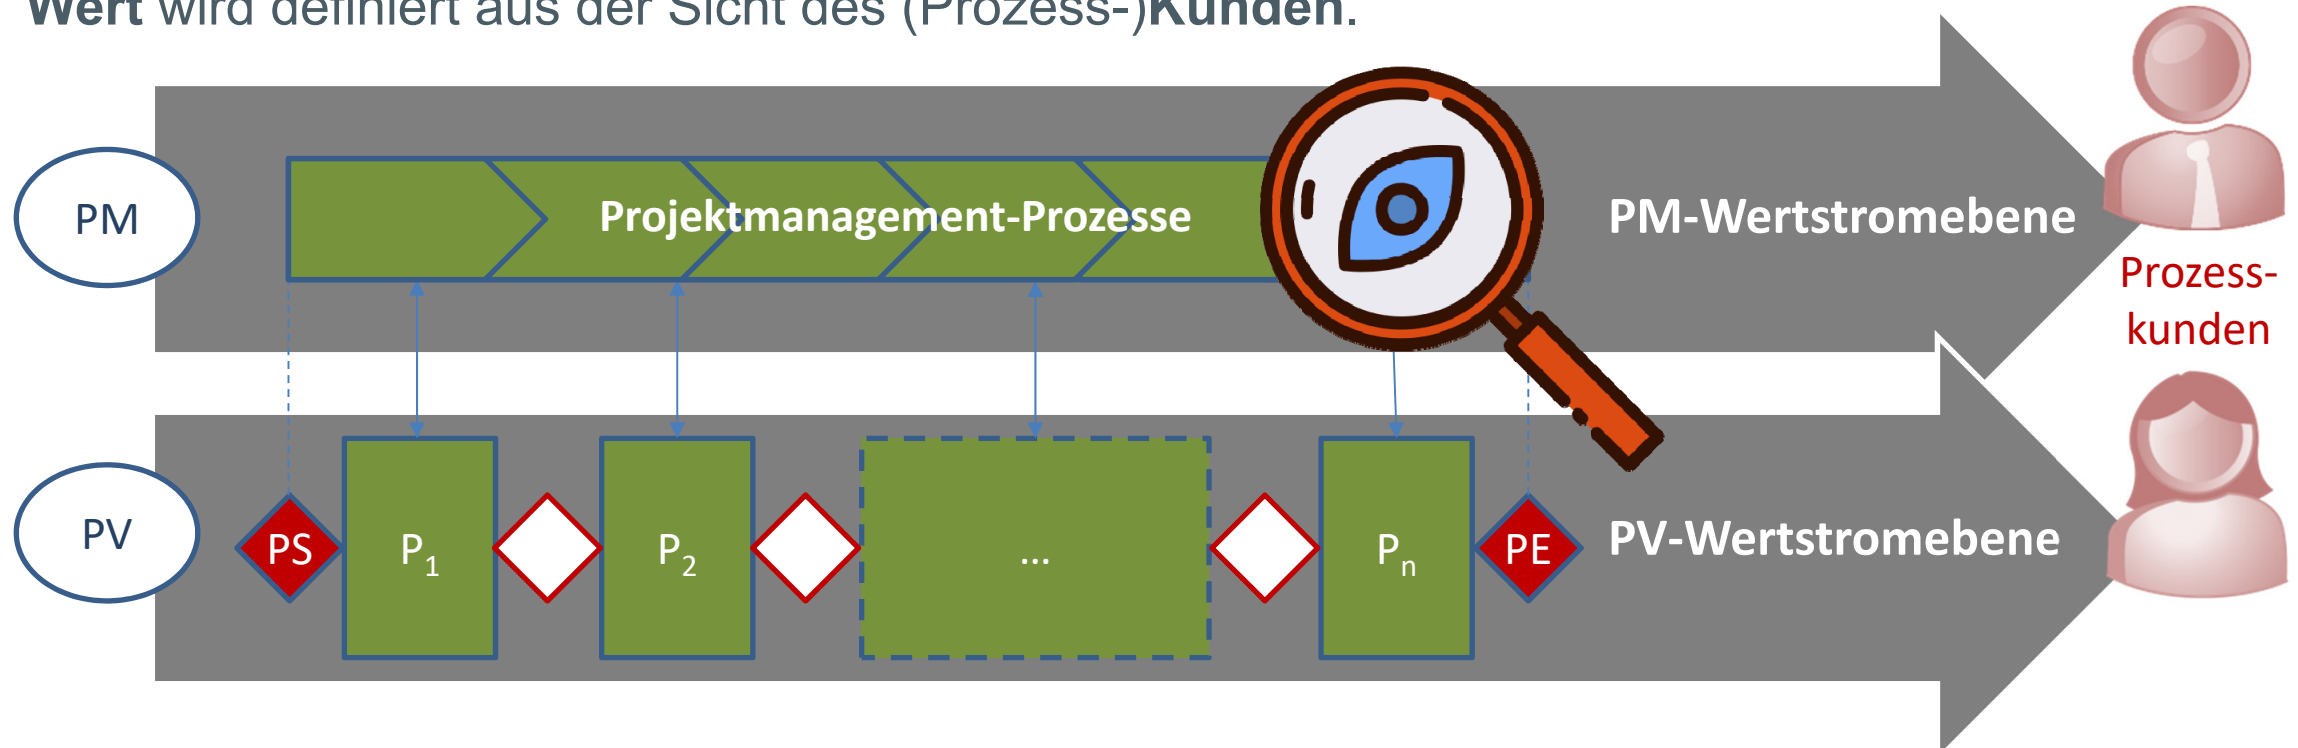 Wert wird definiert aus der Sicht des (Prozess-)Kunden.
PM
Projektmanagement-Prozesse
PM-Wertstromebene
Prozess-
kunden
PV
PS
P1
P2
...
Pn
PE
PV-Wertstromebene